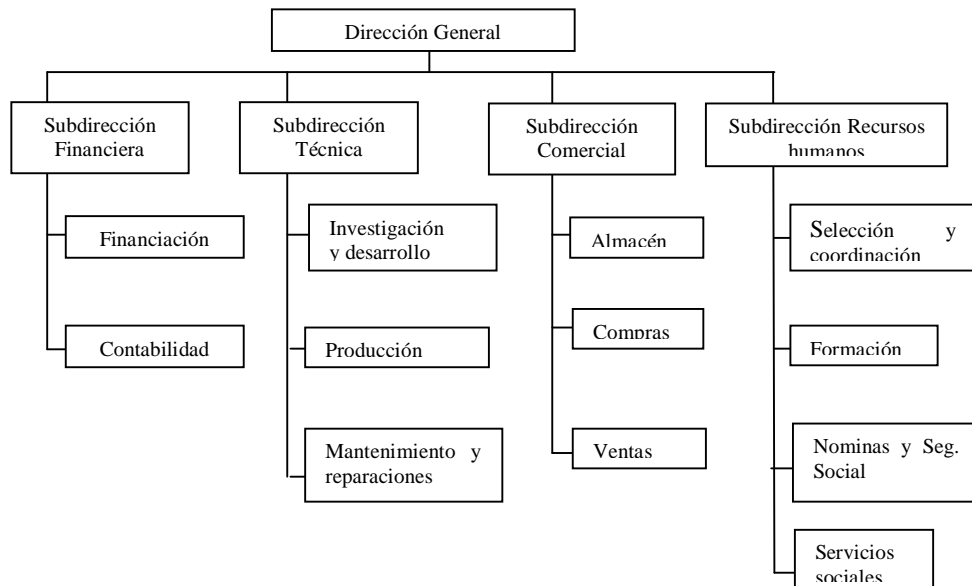 Dirección General
Subdirección
Financiera
Subdirección
Técnica
Subdirección
Comercial
Subdirección Recursos
humanos
Financiación
Contabilidad
Investigación
y desarrollo
Producción
Mantenimiento y
reparaciones
Almacén
Compras
Ventas
Selección y
coordinación
Formación
Nominas y Seg.
Social
Servicios
sociales